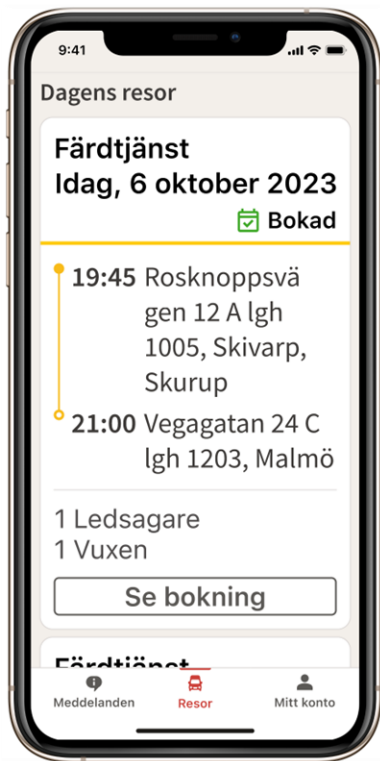 9:41
Dagens resor
Färdtjänst
Idag, 6 oktober 2023
Bokad
19:45 Rosknoppsvä
gen 12 A lgh
1005, Skivarp,
Skurup
21:00 Vegagatan 24 C
lgh 1203, Malmö
1 Ledsagare
1 Vuxen
Se bokning
Färdtjänst
Meddelanden Resor Mitt konto